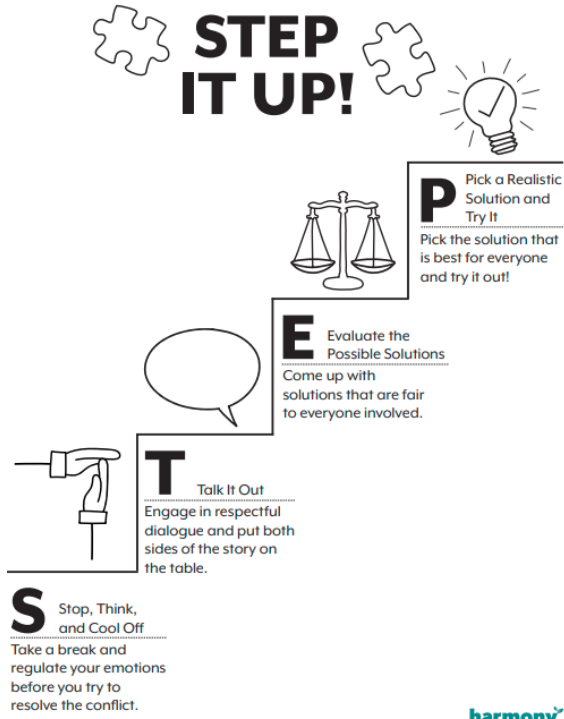 STEP
IT UP!
P Pick a Realistic
Solution and
Try It
Pick the solution that
is best for everyone
and try it out!
E Evaluate the
Possible Solutions
Come up with
solutions that are fair
to everyone involved.
T Talk It Out
Engage in respectful
dialogue and put both
sides of the story on
the table.
S Stop, Think,
and Cool Off
Take a break and
regulate your emotions
before you try to
resolve the conflict.
harmony